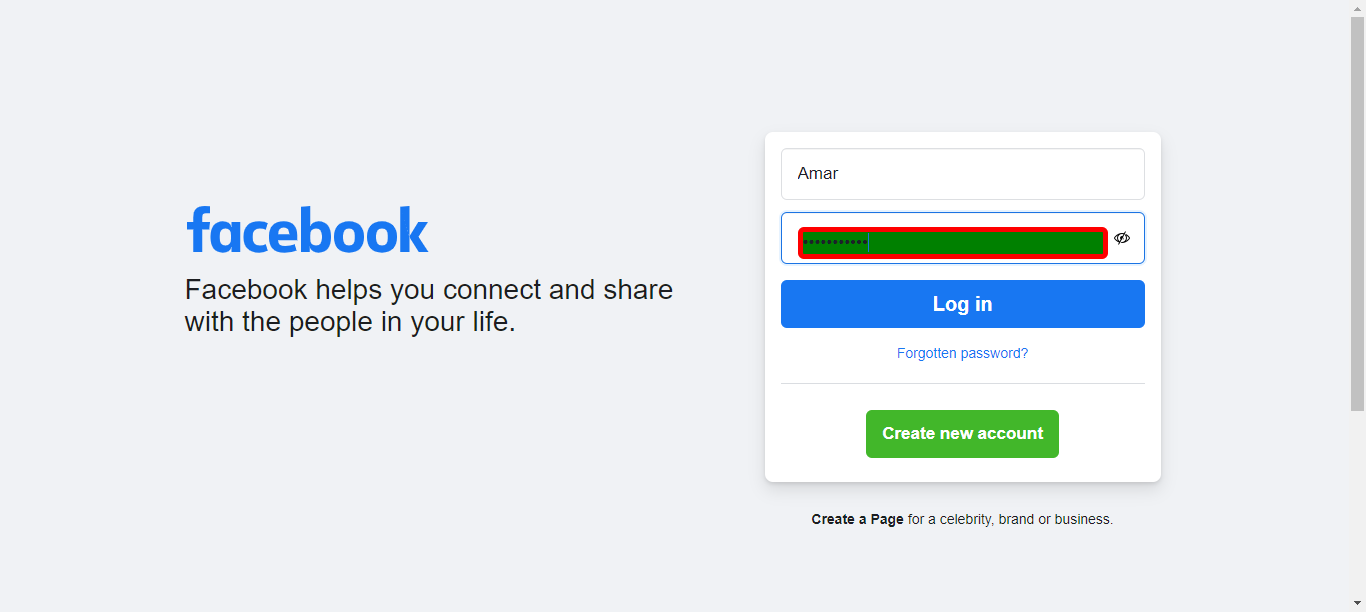 facebook
Facebook helps you connect and share
with the people in your life.
Amar
•••••••••••
Log in
Forgotten password?
Create new account
Create a Page for a celebrity, brand or business.